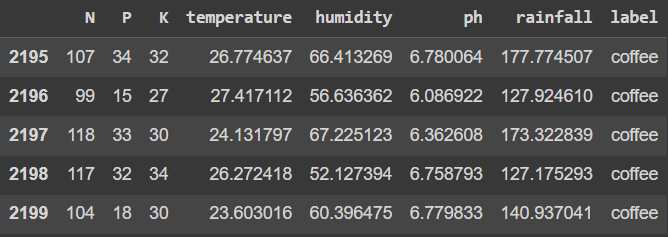 N P K temperature humidity ph rainfall label
2195 107 34 32 26.774637 66.413269 6.780064 177.774507 coffee
2196 99 15 27 27.417112 56.636362 6.086922 127.924610 coffee
2197 118 33 30 24.131797 67.225123 6.362608 173.322839 coffee
2198 117 32 34 26.272418 52.127394 6.758793 127.175293 coffee
2199 104 18 30 23.603016 60.396475 6.779833 140.937041 coffee